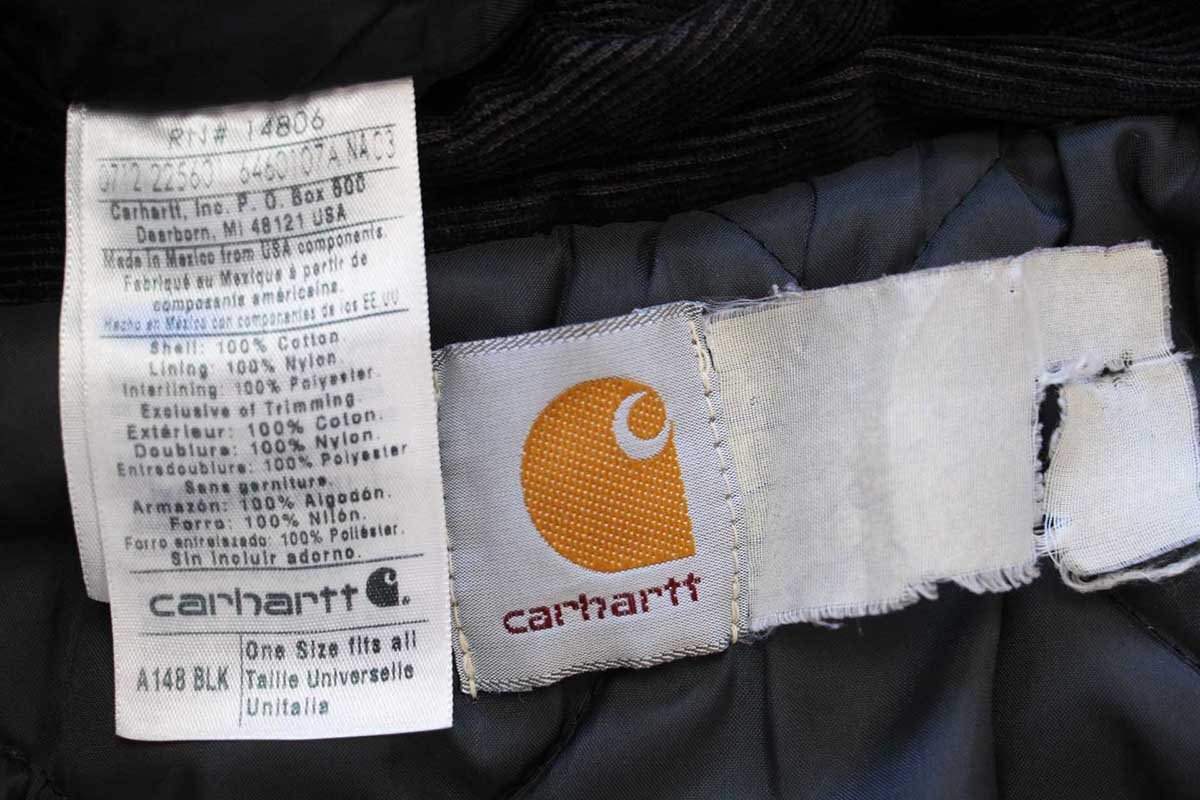 RN# 14806
0712 22560 6460107A NA 03
Carhartt, Inc. P. O. Box 600
Dearborn, MI 48121 USA
Made in Mexico from USA components.
Fabriqué au Mexique à partir de
composants américains.
Hecho en México con componentes de los EE.UU
Shell: 100% Cotton
Lining: 100% Nylon.
Interlining: 100% Polyester.
Exclusive of Trimming.
Extérieur: 100% Coton.
Doublure: 100% Nylon.
Entredoublure: 100% Polyester
Sans garniture.
Armazón: 100% Algodón.
Forro: 100% Nilón.
Forro entretelado: 100% Poliéster.
Sin incluir adorno.
carhartt
A148 BLK
One Size fits all
Taille Universelle
Unitalia
carhartt